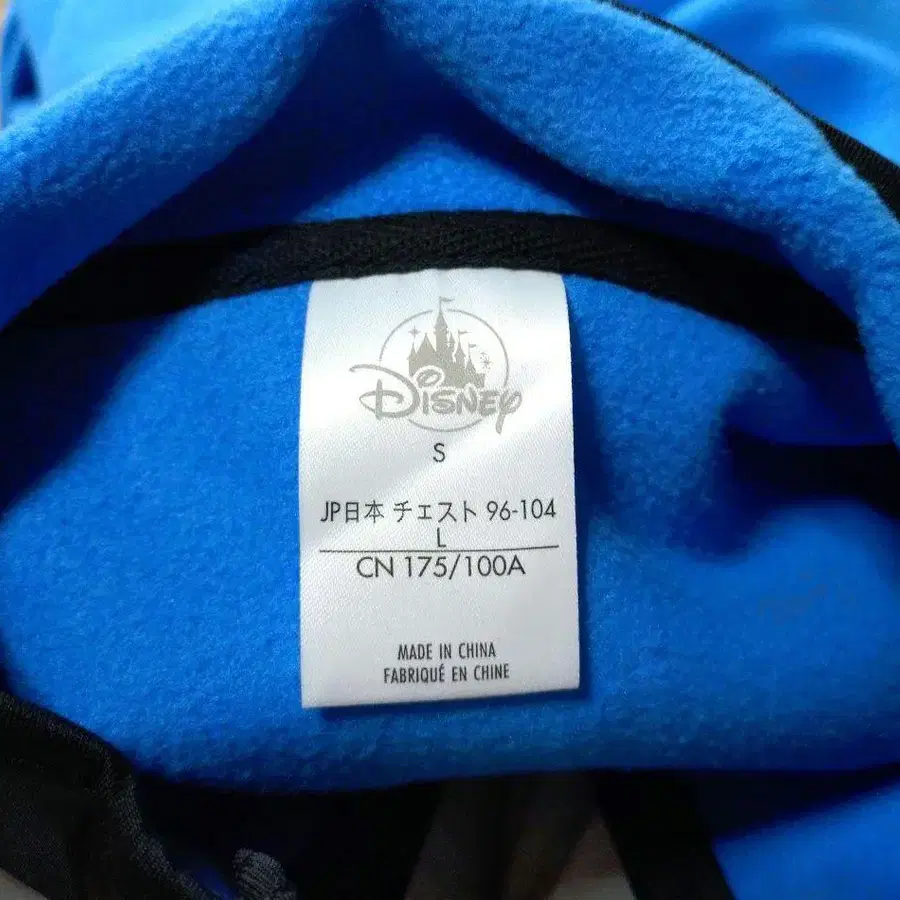 Disney
S
JP日本 チェスト 96-104
L
CN 175/100A
MADE IN CHINA
FABRIQUÉ EN CHINE